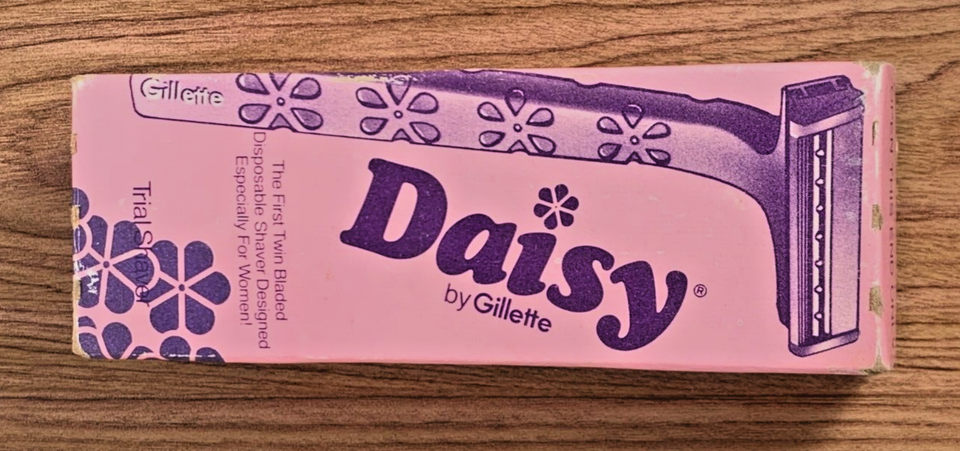 Gillette
The First Twin Bladed
Disposable Shaver Designed
Especially For Women!
Trial Shaver
Daisy®
by Gillette